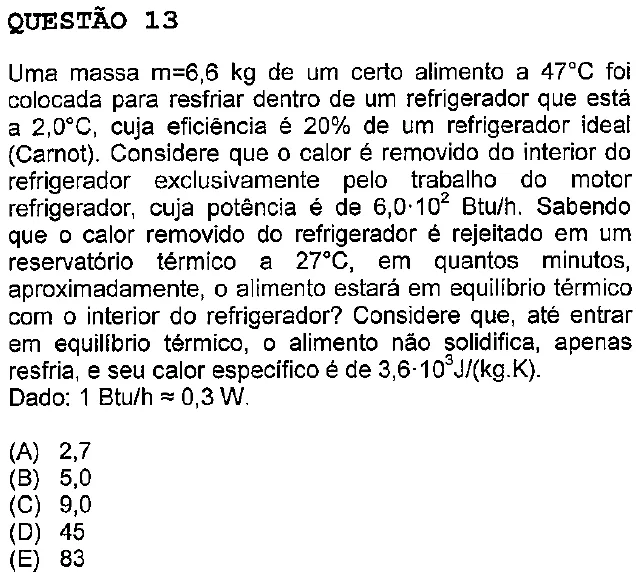 QUESTÃO 13
Uma massa m=6,6 kg de um certo alimento a 47°C foi
colocada para resfriar dentro de um refrigerador que está
a 2,0°C, cuja eficiência é 20% de um refrigerador ideal
(Carnot). Considere que o calor é removido do interior do
refrigerador exclusivamente pelo trabalho do motor
refrigerador, cuja potência é de 6,0·10² Btu/h. Sabendo
que o calor removido do refrigerador é rejeitado em um
reservatório térmico a 27°C, em quantos minutos,
aproximadamente, o alimento estará em equilíbrio térmico
com o interior do refrigerador? Considere que, até entrar
em equilíbrio térmico, o alimento não solidifica, apenas
resfria, e seu calor específico é de 3,6·10³J/(kg.K).
Dado: 1 Btu/h ≈ 0,3 W.
(A) 2,7
(B) 5,0
(C) 9,0
(D) 45
(E) 83